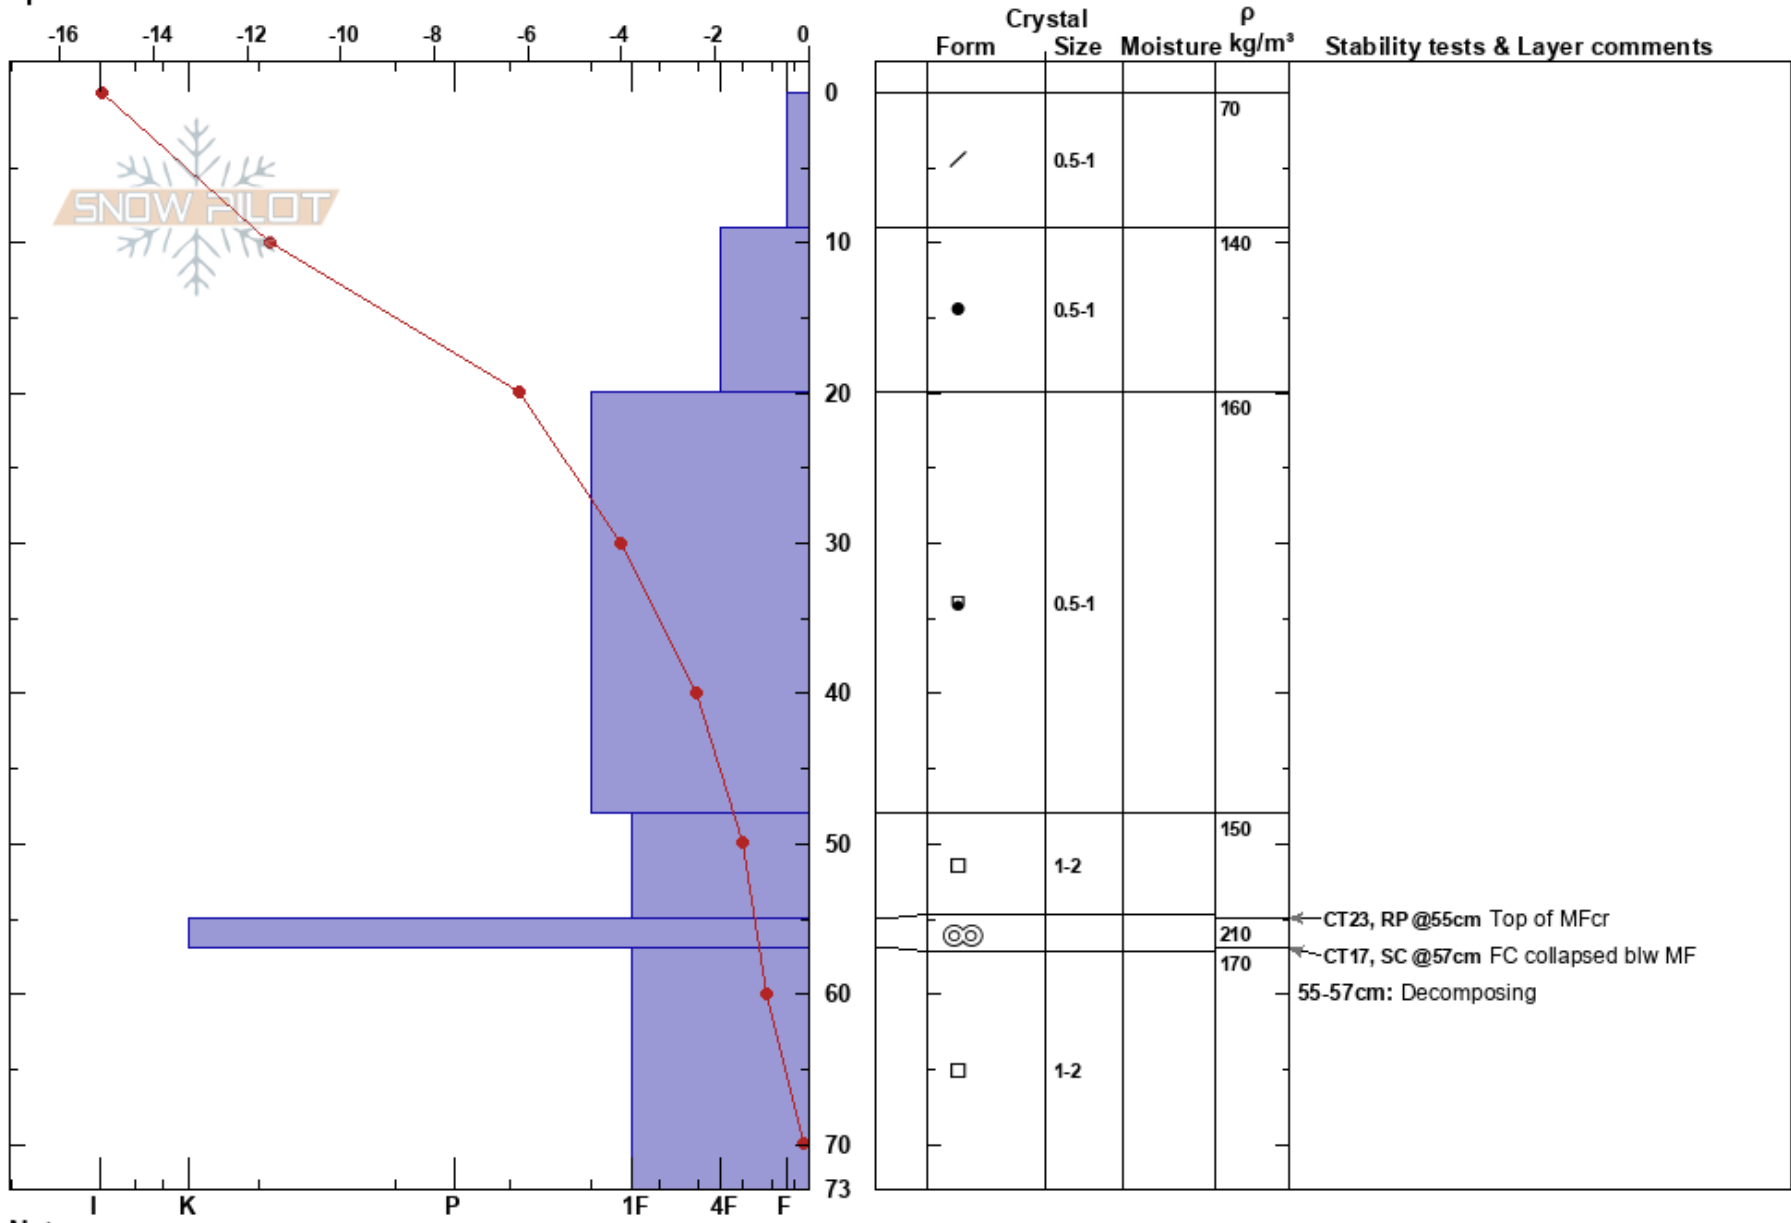 Crystal ρ
-16 -14 -12 -10 -8 -6 -4 -2 0 Form Size Moisture kg/m³ Stability tests & Layer comments
0
70
0.5-1
SNOW PILOT
10 140
0.5-1
20 160
30
0.5-1
40
150
50
1-2
CT23, RP @55cm Top of MFcr
210
CT17, SC @57cm FC collapsed blw MF
170
60 55-57cm: Decomposing
1-2
70
73
I K P 1F 4F F